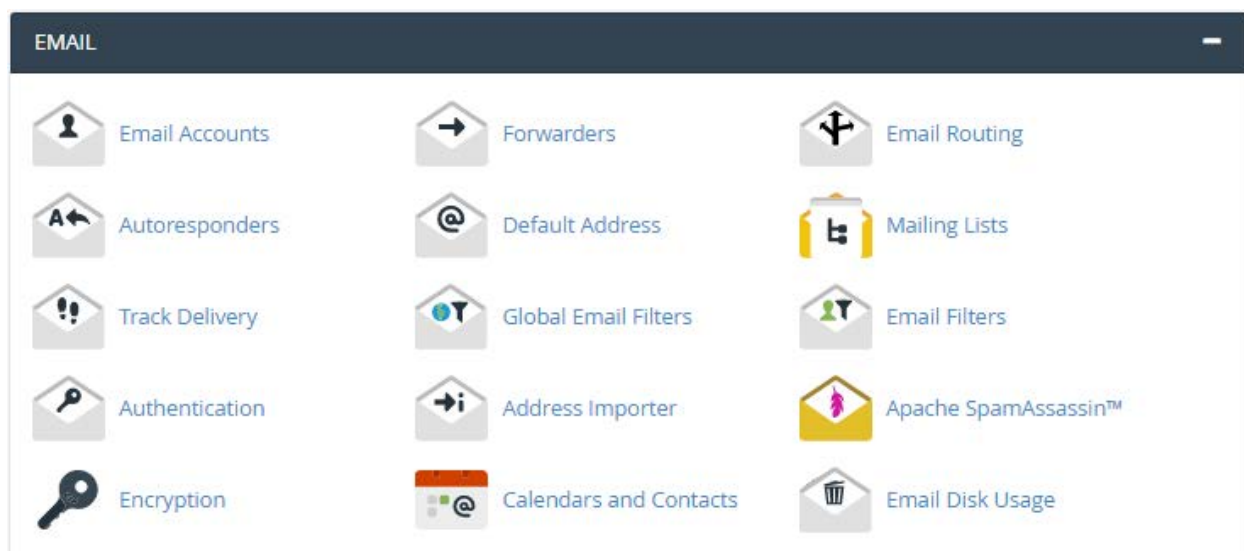 EMAIL
Email Accounts
Forwarders
Email Routing
Autoresponders
Default Address
Mailing Lists
Track Delivery
Global Email Filters
Email Filters
Authentication
Address Importer
Apache SpamAssassin™
Encryption
Calendars and Contacts
Email Disk Usage